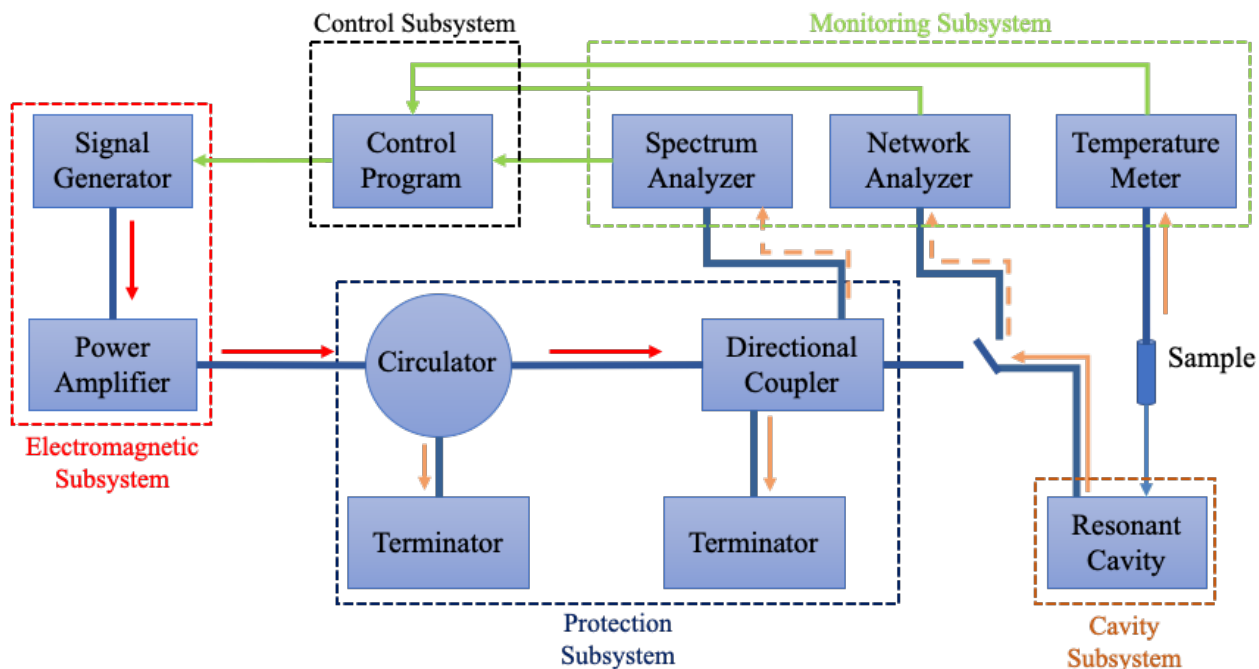 Control Subsystem
Monitoring Subsystem
Signal
Generator
Control
Program
Spectrum
Analyzer
Network
Analyzer
Temperature
Meter
Power
Amplifier
Circulator
Directional
Coupler
Sample
Electromagnetic
Subsystem
Terminator
Terminator
Resonant
Cavity
Protection
Subsystem
Cavity
Subsystem